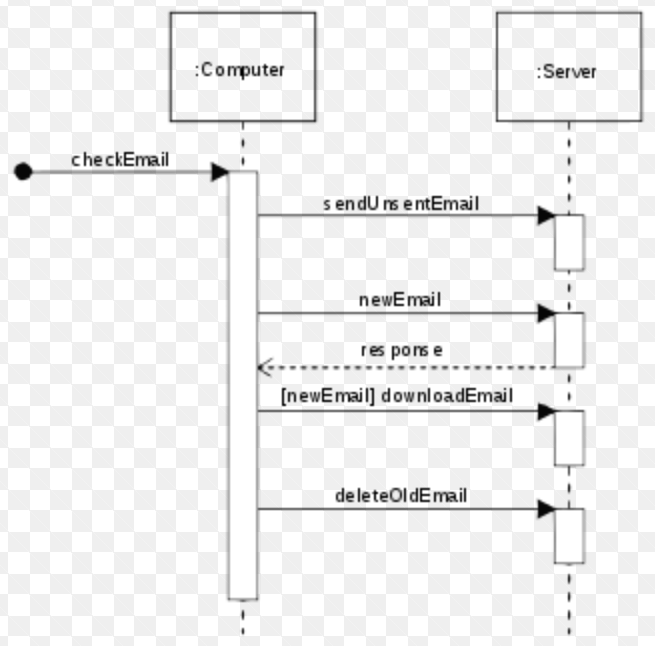 :Computer
:Server
checkEmail
sendUnsentEmail
newEmail
response
[newEmail] downloadEmail
deleteOldEmail